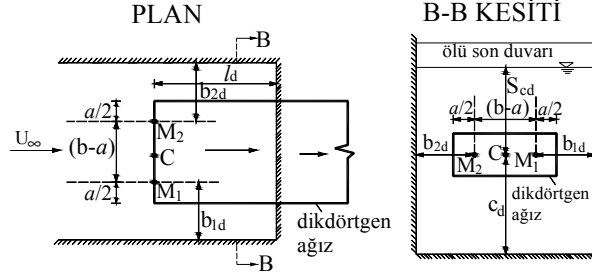 PLAN
B
l_d
b_2d
a/2
M_2
U_∞
(b-a)
C
M_1
a/2
b_1d
dikdörtgen
ağız
B
B-B KESİTİ
ölü son duvarı
S_cd
a/2
(b-a)
a/2
b_2d
C
b_1d
M_2
M_1
c_d
dikdörtgen
ağız